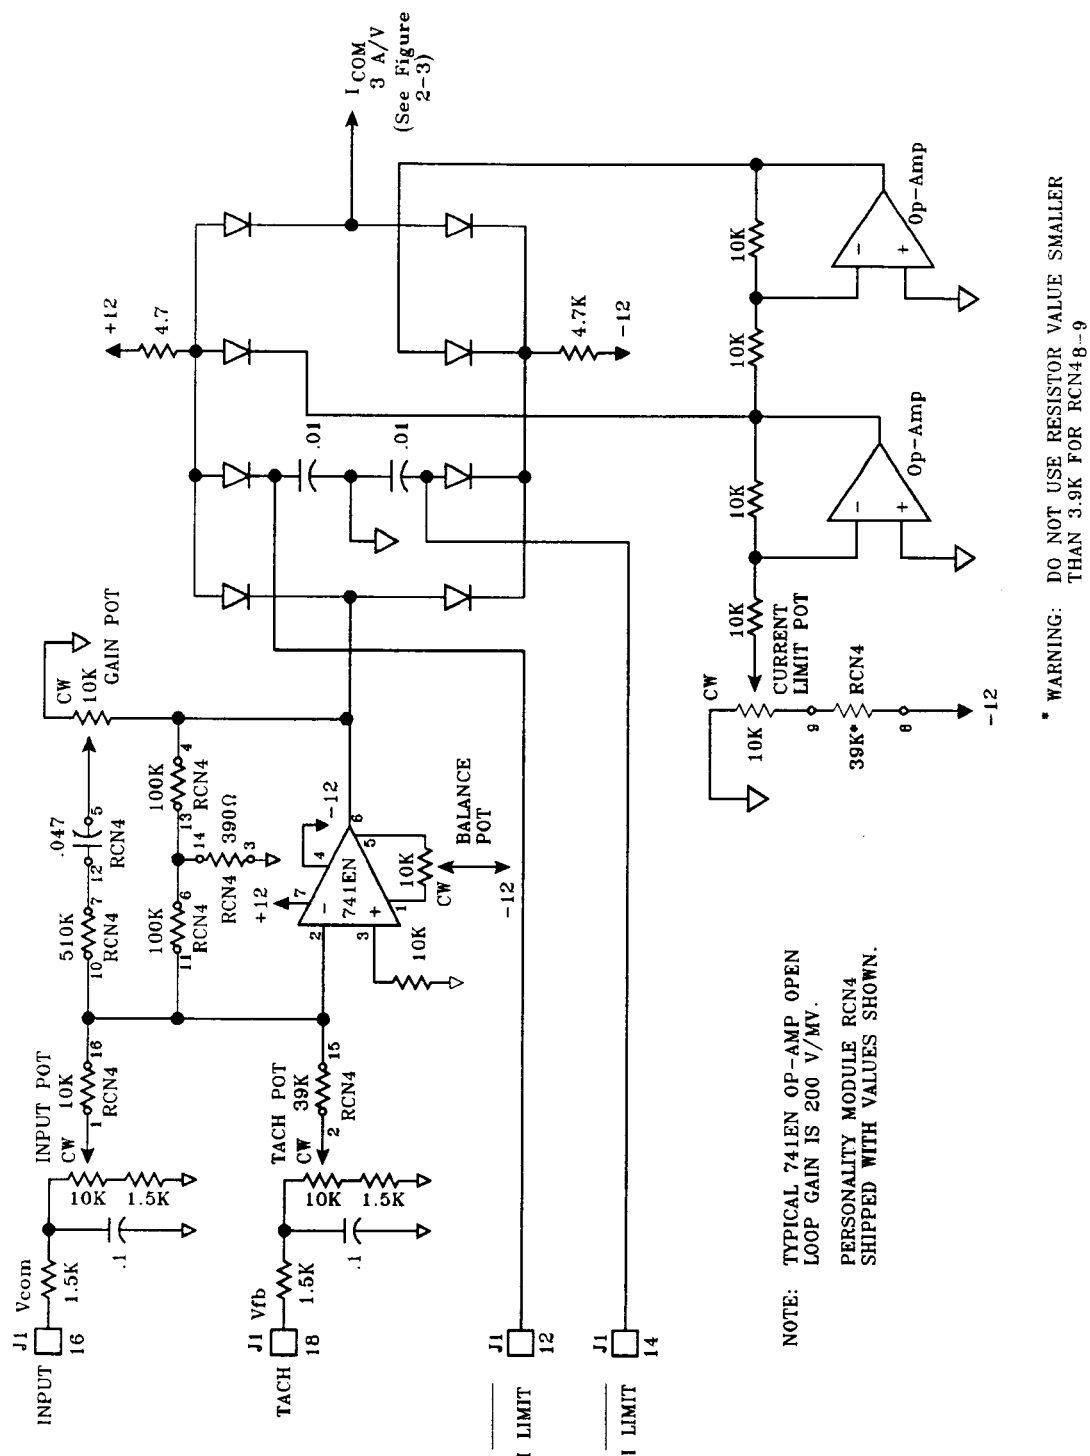 I COM
3 A/V
(See Figure
2-3)
+12
4.7
4.7K
-12
.01
.01
10K
10K
10K
10K
Op-Amp
Op-Amp
-
+
-
+
CURRENT
LIMIT POT
CW
10K
9
39K*
RCN4
8
-12
* WARNING: DO NOT USE RESISTOR VALUE SMALLER
THAN 3.9K FOR RCN4 8-9
CW
10K
GAIN POT
.047
5
12
RCN4
510K
7
10
RCN4
100K
4
13
RCN4
14
390Ω
3
RCN4
100K
6
11
RCN4
+12
7
-12
4
741EN
-
+
2
3
6
5
1
10K
CW
BALANCE
POT
-12
10K
INPUT POT
10K
16
1
RCN4
CW
10K
1.5K
.1
Vcom
1.5K
J1
16
INPUT
TACH POT
39K
15
2
RCN4
CW
10K
1.5K
.1
Vfb
1.5K
J1
18
TACH
J1
12
H LIMIT
J1
14
H LIMIT
NOTE: TYPICAL 741EN OP-AMP OPEN
LOOP GAIN IS 200 V/MV.
PERSONALITY MODULE RCN4
SHIPPED WITH VALUES SHOWN.